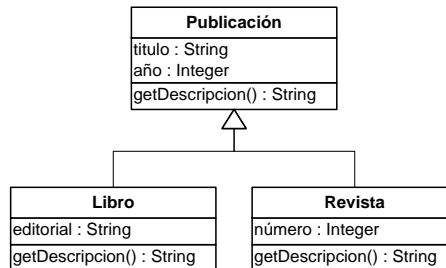 Publicación
titulo : String
año : Integer
getDescripcion() : String
Libro
editorial : String
getDescripcion() : String
Revista
número : Integer
getDescripcion() : String